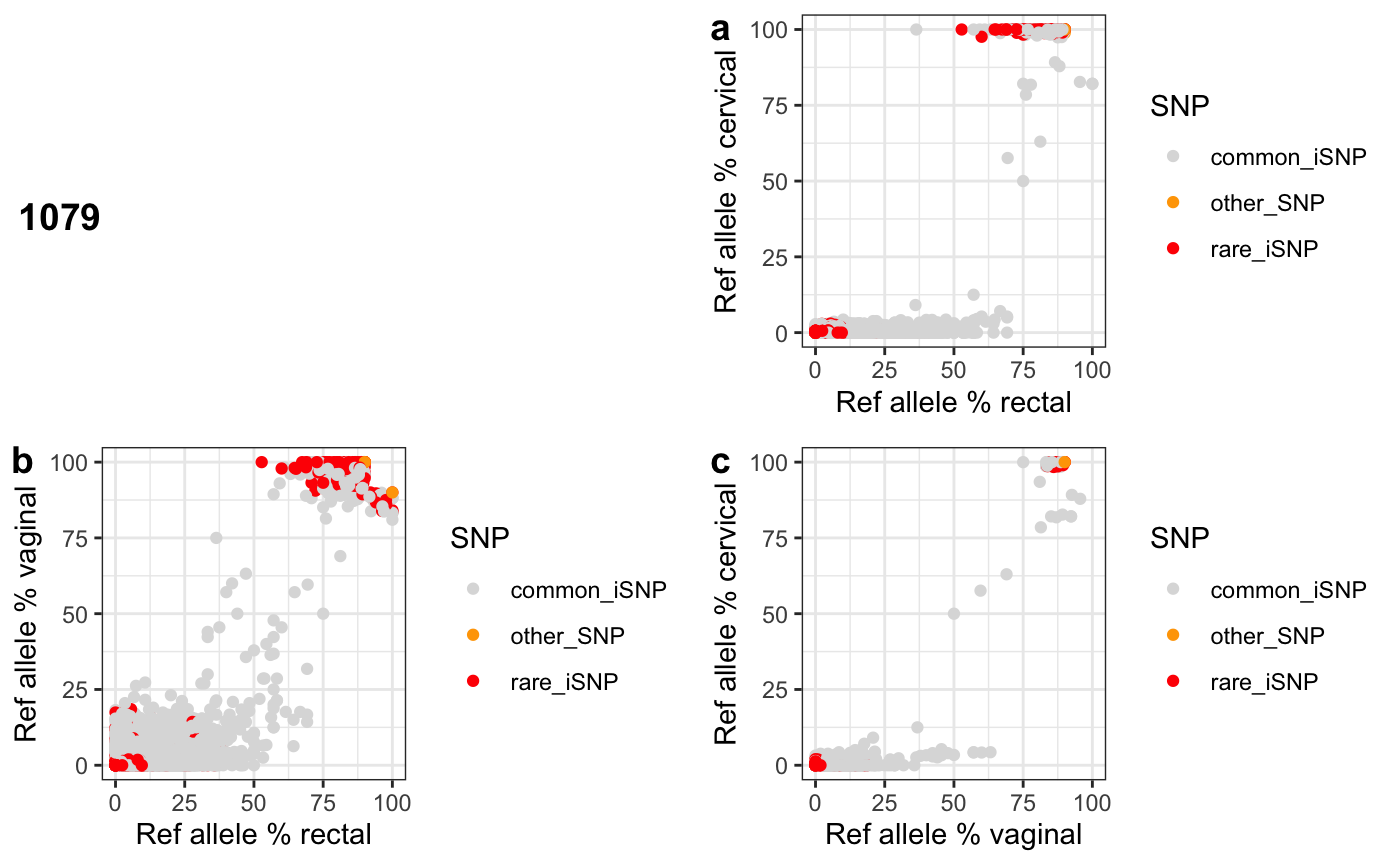 1079
a
Ref allele % cervical
100
75
50
25
0
0 25 50 75 100
Ref allele % rectal
SNP
common_iSNP
other_SNP
rare_iSNP
b
Ref allele % vaginal
100
75
50
25
0
0 25 50 75 100
Ref allele % rectal
SNP
common_iSNP
other_SNP
rare_iSNP
c
Ref allele % cervical
100
75
50
25
0
0 25 50 75 100
Ref allele % vaginal
SNP
common_iSNP
other_SNP
rare_iSNP